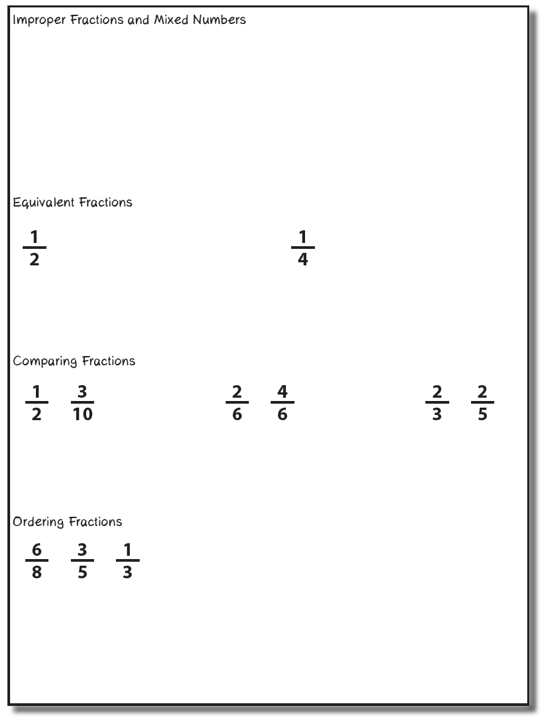 Improper Fractions and Mixed Numbers
Equivalent Fractions
1/2 1/4
Comparing Fractions
1/2 3/10 2/6 4/6 2/3 2/5
Ordering Fractions
6/8 3/5 1/3